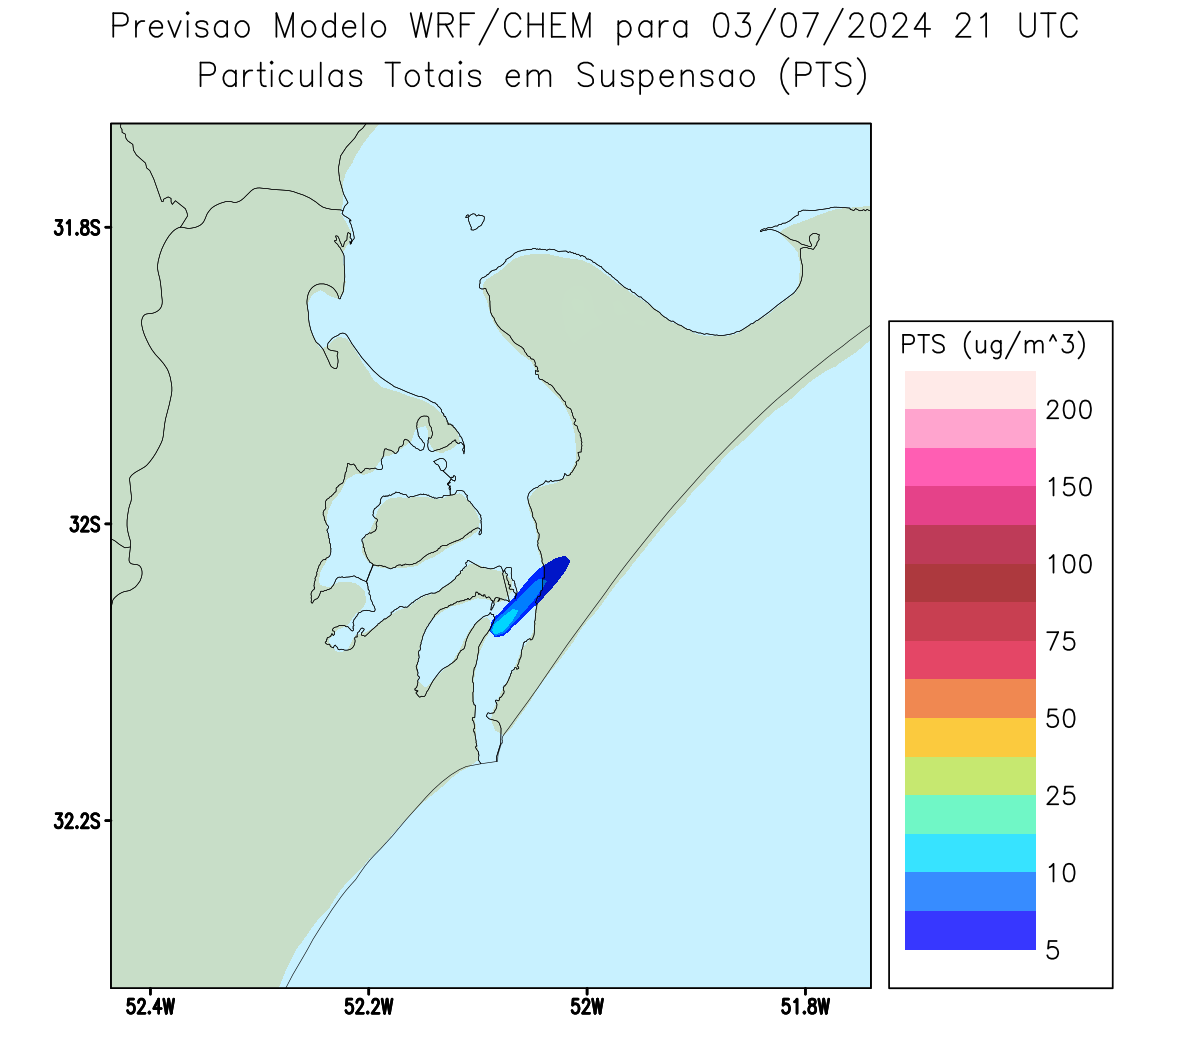 Previsao Modelo WRF/CHEM para 03/07/2024 21 UTC
Particulas Totais em Suspensao (PTS)
31.8S
32S
32.2S
52.4W
52.2W
52W
51.8W
PTS (ug/m^3)
200
150
100
75
50
25
10
5